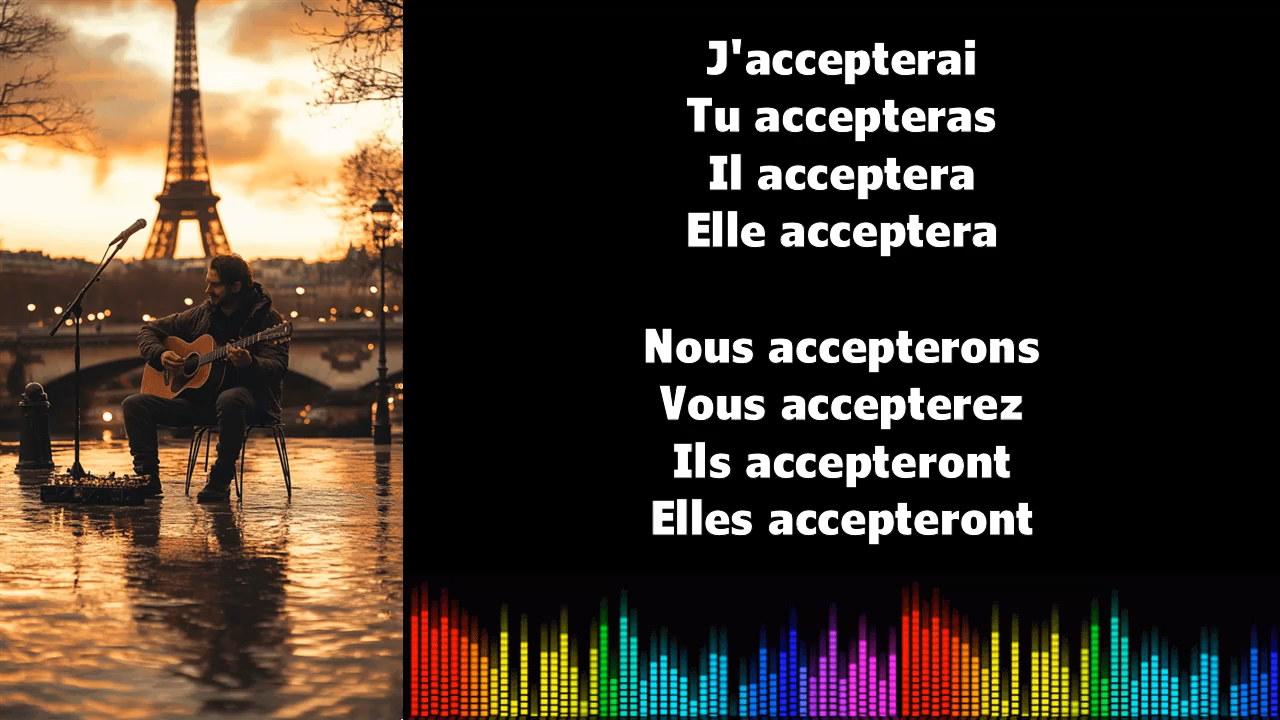 J'accepterai
Tu accepteras
Il acceptera
Elle acceptera
Nous accepterons
Vous accepterez
Ils accepteront
Elles accepteront